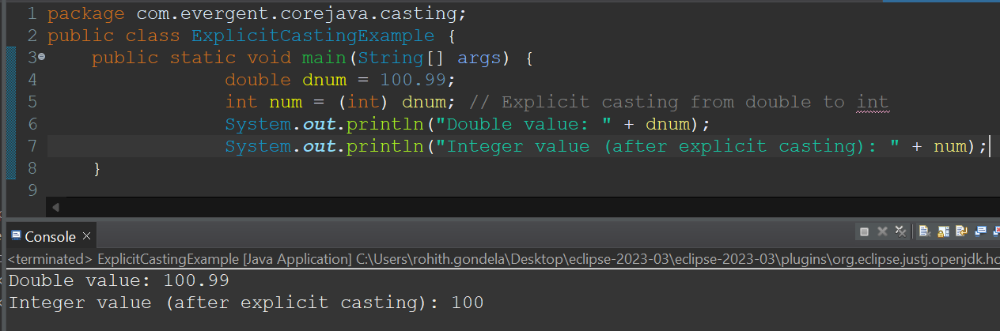 1 package com.evergent.corejava.casting;
2 public class ExplicitCastingExample {
3 public static void main(String[] args) {
4 double dnum = 100.99;
5 int num = (int) dnum; // Explicit casting from double to int
6 System.out.println("Double value: " + dnum);
7 System.out.println("Integer value (after explicit casting): " + num);
8 }
9
Console
<terminated> ExplicitCastingExample [Java Application] C:\Users\rohith.gondela\Desktop\eclipse-2023-03\eclipse-2023-03\plugins\org.eclipse.justj.openjdk.ho
Double value: 100.99
Integer value (after explicit casting): 100